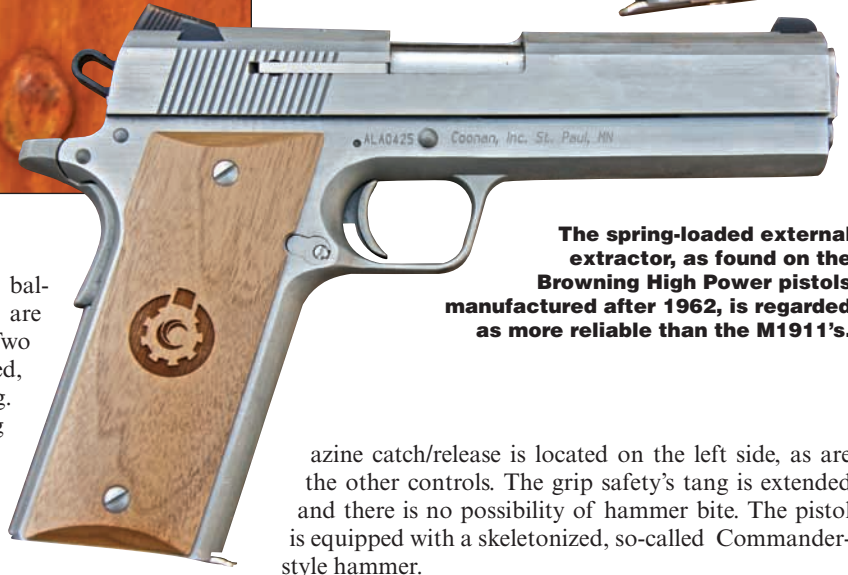 ALA0425 Coonan, Inc. St. Paul, MN
The spring-loaded external
extractor, as found on the
Browning High Power pistols
manufactured after 1962, is regarded
as more reliable than the M1911's.
bal-
are
ed,
g.
azine catch/release is located on the left side, as are
the other controls. The grip safety's tang is extended
and there is no possibility of hammer bite. The pistol
is equipped with a skeletonized, so-called Commander-
style hammer.